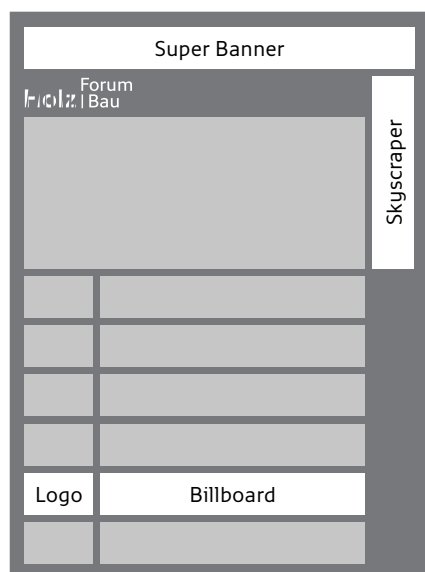 Super Banner
Forum
Holz | Bau
Skyscraper
Logo
Billboard